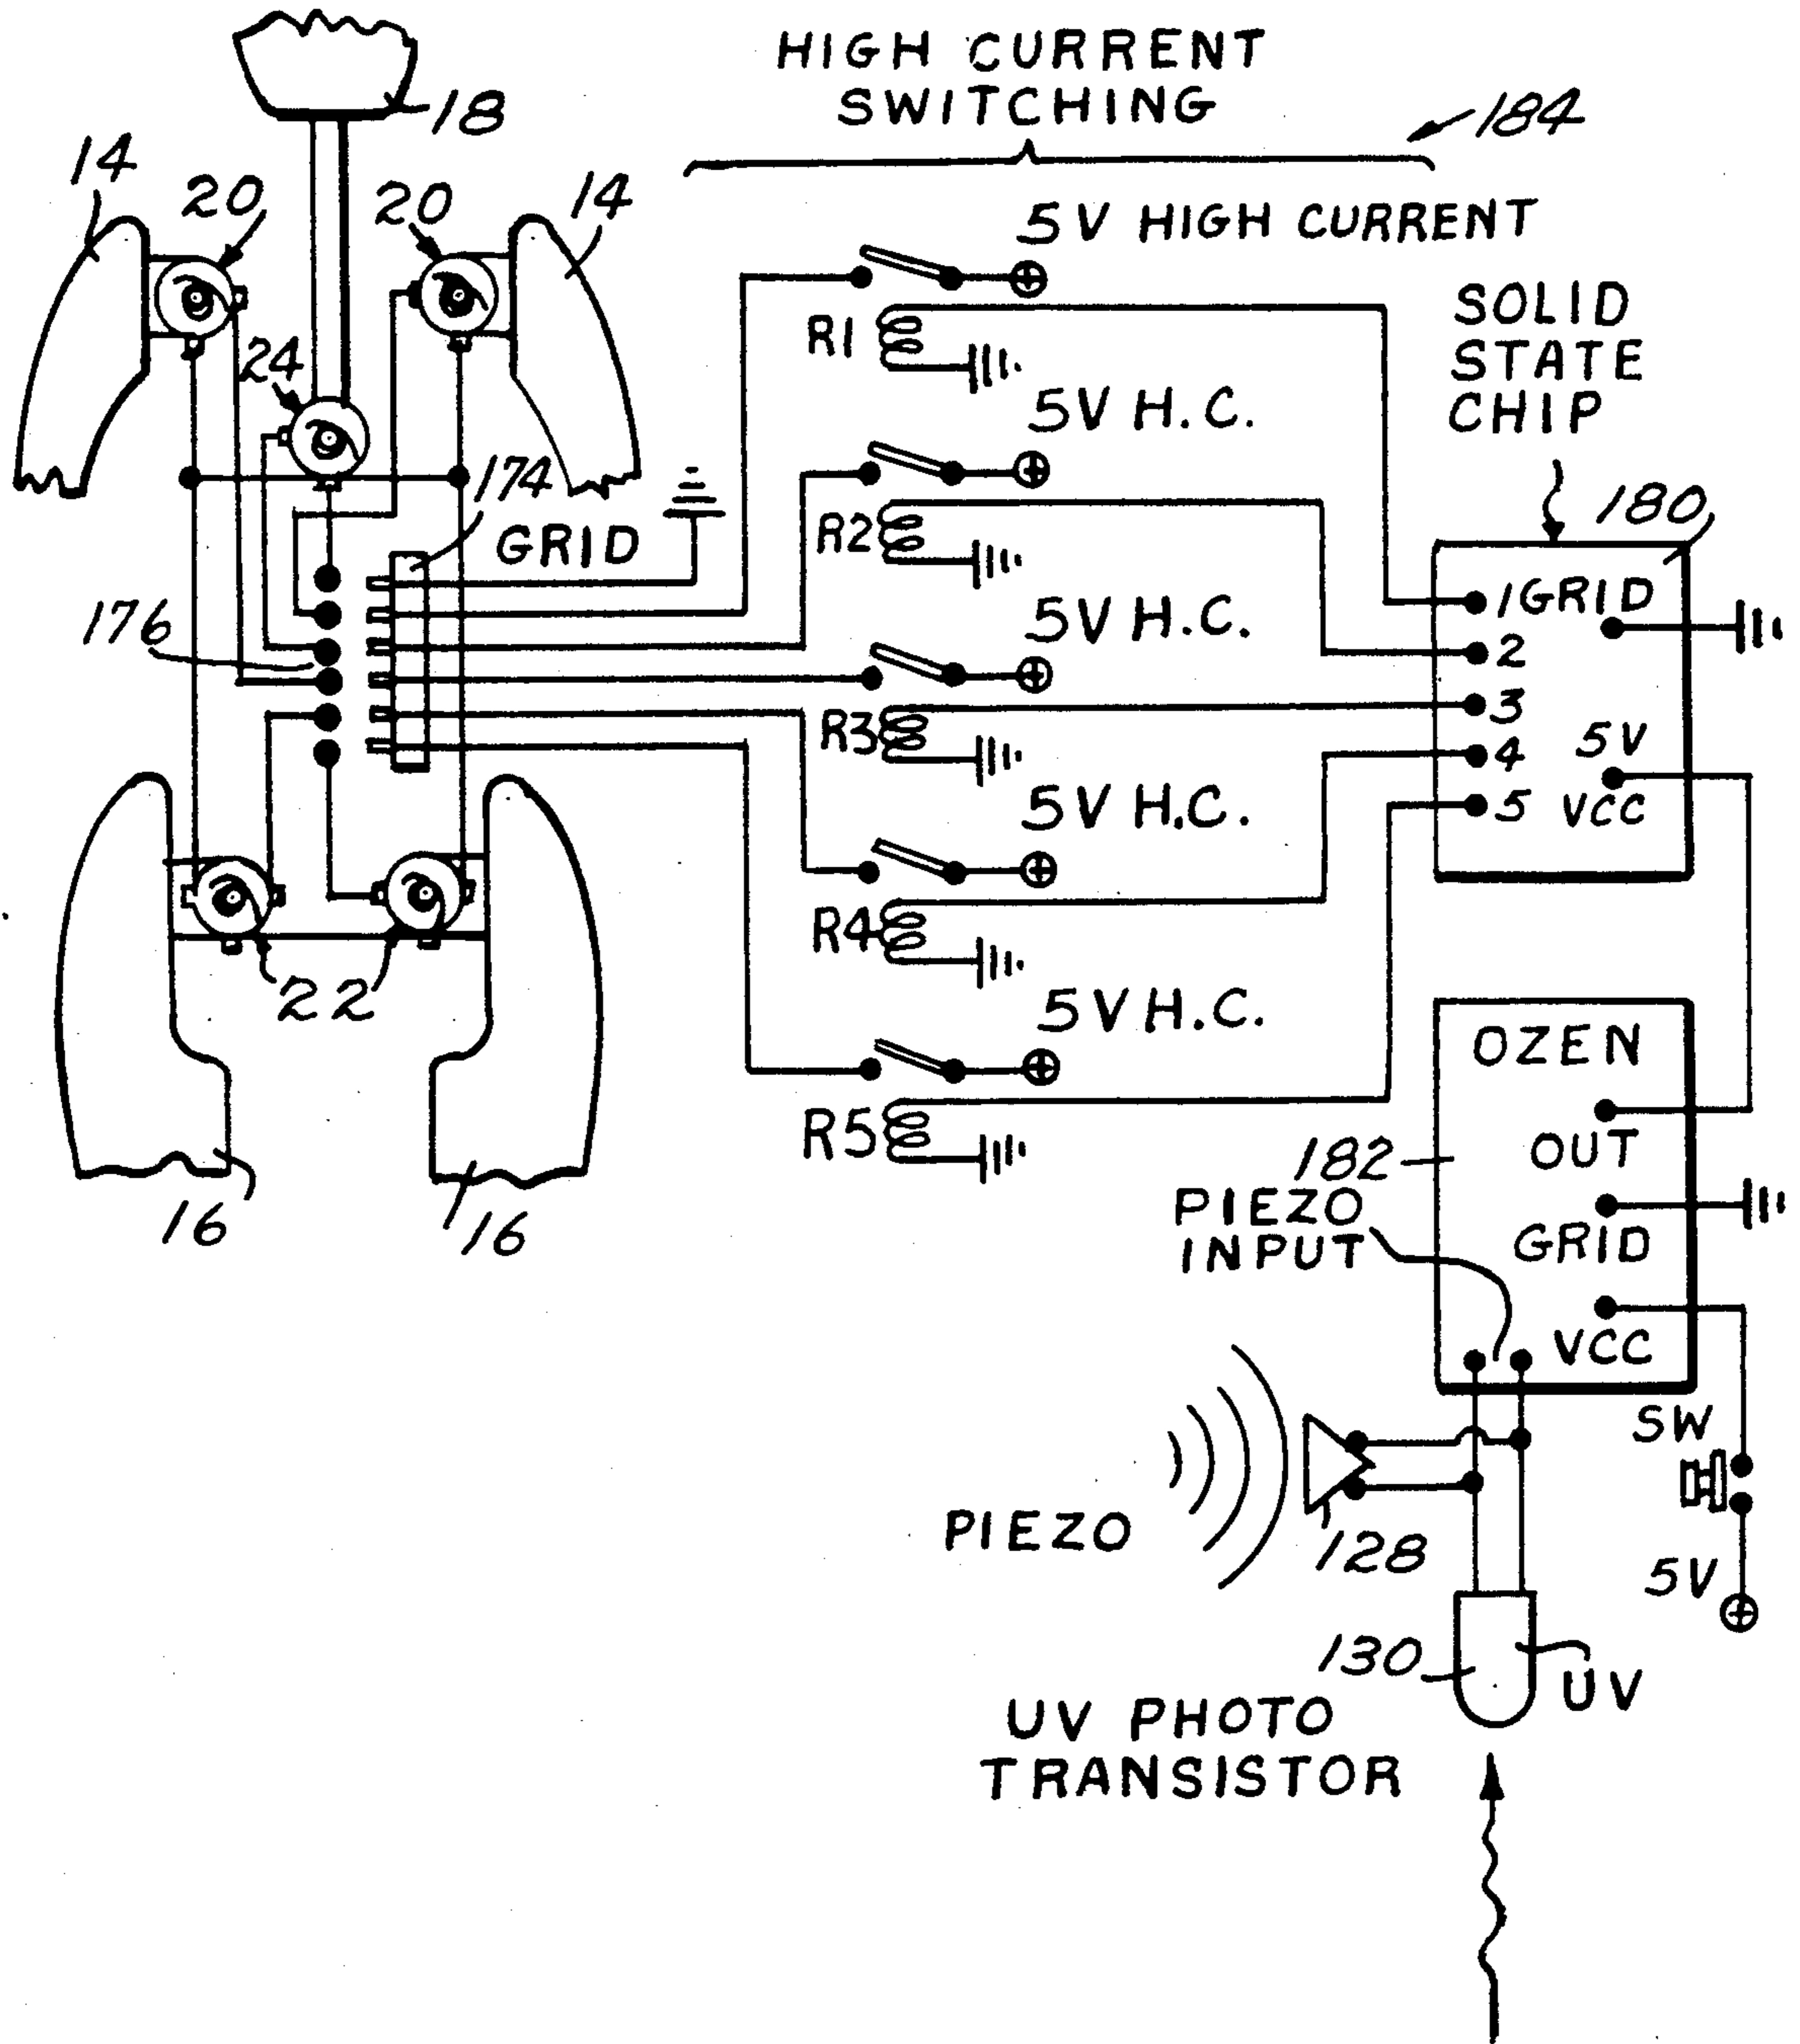 18
HIGH CURRENT
SWITCHING
184
14
20
20
14
5V HIGH CURRENT
R1
SOLID
STATE
CHIP
24
5V H.C.
174
GRID
R2
180
176
5V H.C.
1 GRID
2
3
R3
4
5V
5
VCC
5V H.C.
R4
22
5V H.C.
OZEN
R5
OUT
182
16
16
PIEZO
INPUT
GRID
VCC
SW
PIEZO
128
5V
130
UV
UV PHOTO
TRANSISTOR